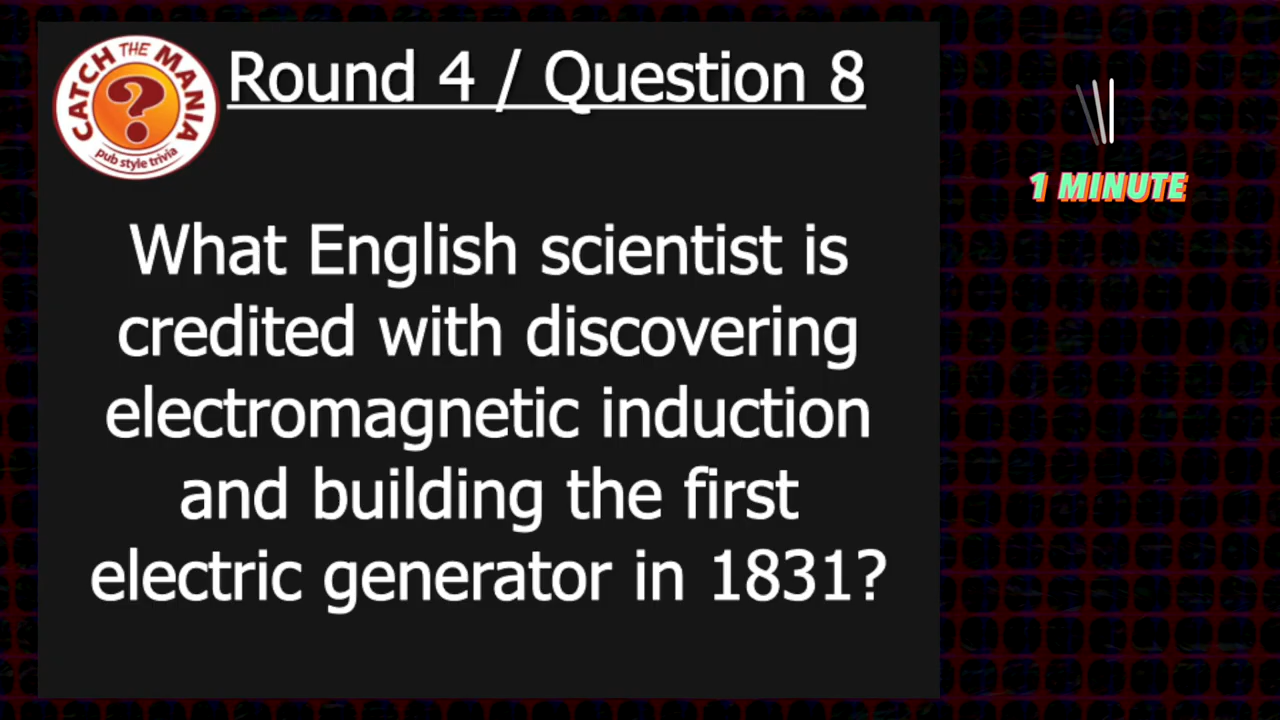 CATCH THE MANIA
?
pub style trivia
Round 4 / Question 8
1 MINUTE
What English scientist is
credited with discovering
electromagnetic induction
and building the first
electric generator in 1831?